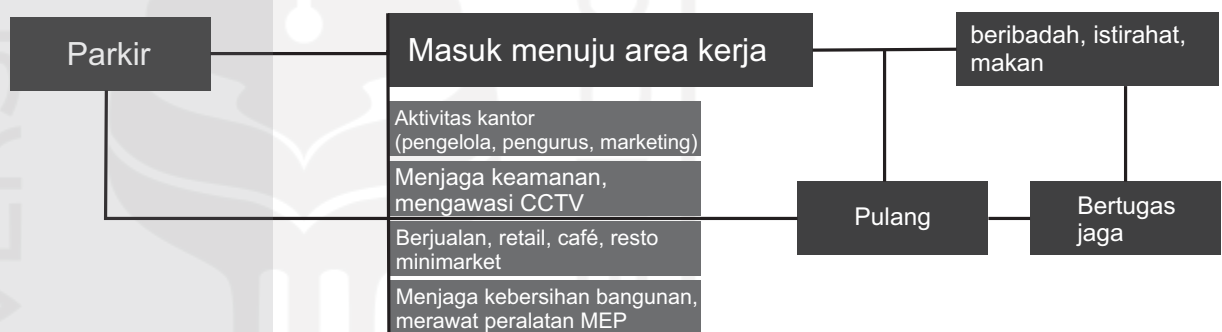 Parkir
Masuk menuju area kerja
beribadah, istirahat,
makan
Aktivitas kantor
(pengelola, pengurus, marketing)
Menjaga keamanan,
mengawasi CCTV
Berjualan, retail, café, resto
minimarket
Menjaga kebersihan bangunan,
merawat peralatan MEP
Pulang
Bertugas
jaga